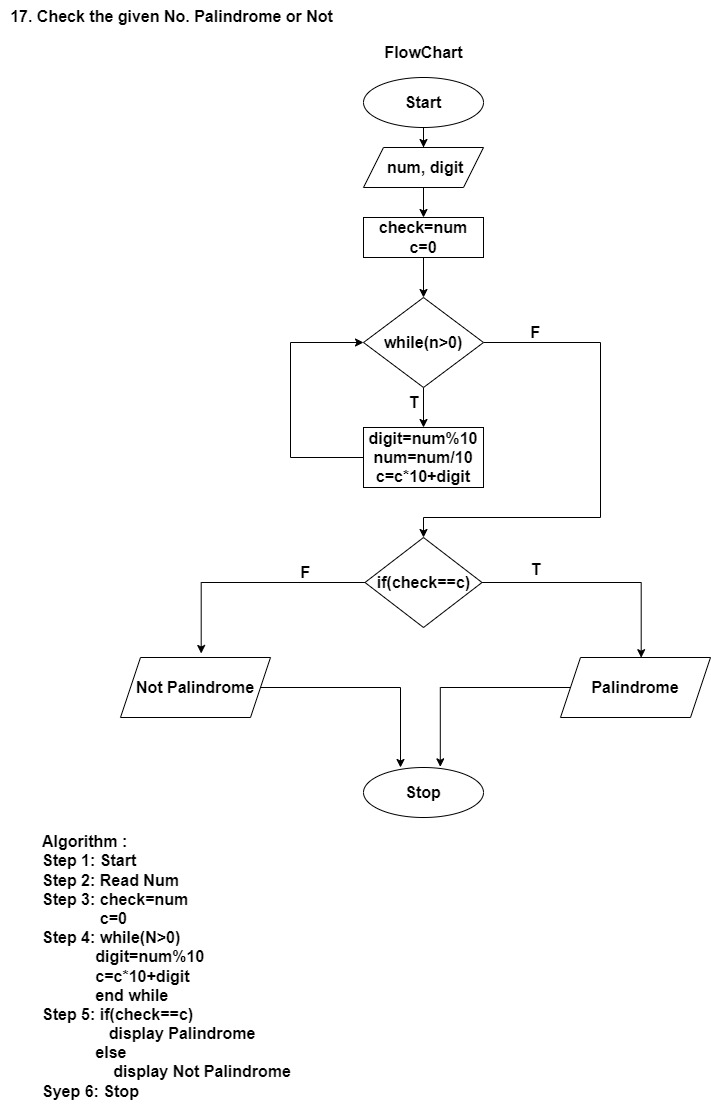 17. Check the given No. Palindrome or Not
FlowChart
Start
num, digit
check=num
c=0
while(n>0)
F
T
digit=num%10
num=num/10
c=c*10+digit
if(check==c)
F
T
Not Palindrome
Palindrome
Stop
Algorithm :
Step 1: Start
Step 2: Read Num
Step 3: check=num
c=0
Step 4: while(N>0)
digit=num%10
c=c*10+digit
end while
Step 5: if(check==c)
display Palindrome
else
display Not Palindrome
Syep 6: Stop